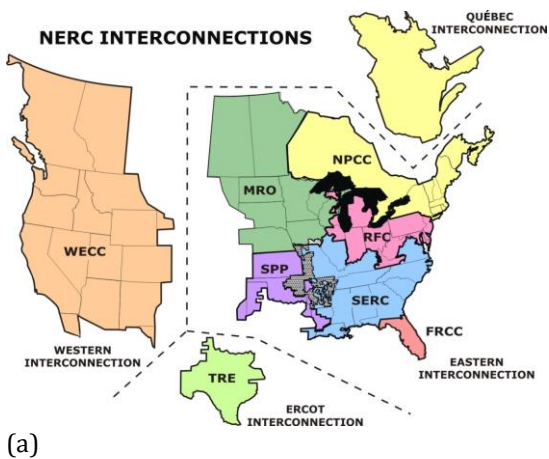 QUÉBEC
INTERCONNECTION
NERC INTERCONNECTIONS
NPCC
MRO
RFC
WECC
SPP
SERC
FRCC
WESTERN
INTERCONNECTION
EASTERN
INTERCONNECTION
TRE
ERCOT
INTERCONNECTION
(a)